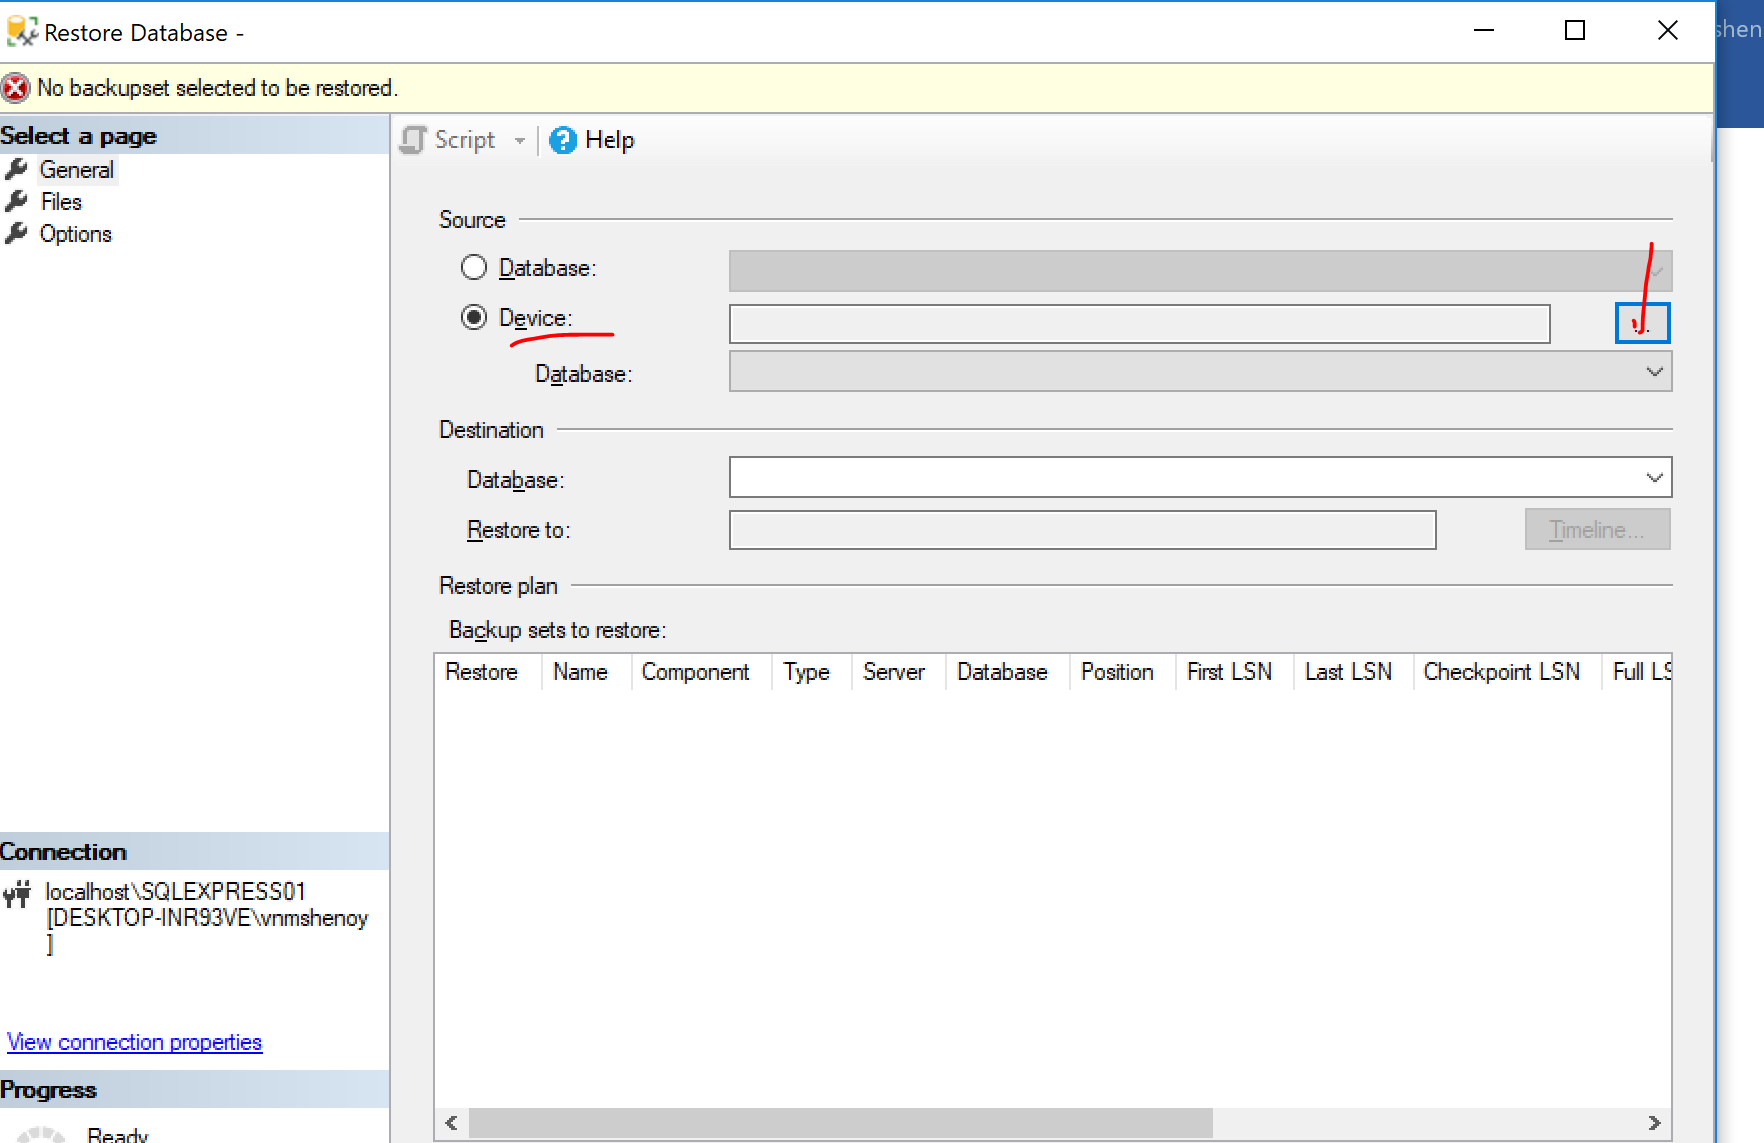 Restore Database -
shen
No backupset selected to be restored.
Select a page
General
Files
Options
Script
Help
Source
Database:
Device:
...
Database:
Destination
Database:
Restore to:
Timeline...
Restore plan
Backup sets to restore:
Restore Name Component Type Server Database Position First LSN Last LSN Checkpoint LSN Full LS
Connection
localhost\SQLEXPRESS01
[DESKTOP-INR93VE\vnmshenoy
]
View connection properties
Progress
Ready